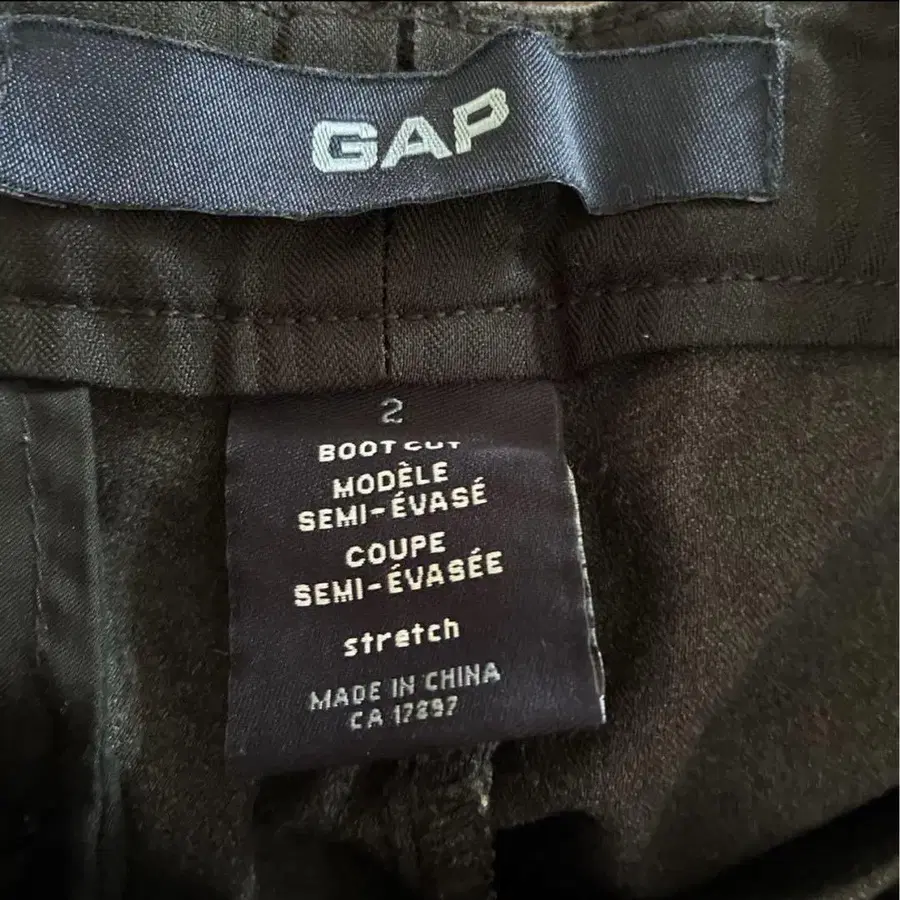 GAP
2
BOOT CUT
MODÈLE
SEMI-ÉVASÉ
COUPE
SEMI-ÉVASÉE
stretch
MADE IN CHINA
CA 17897